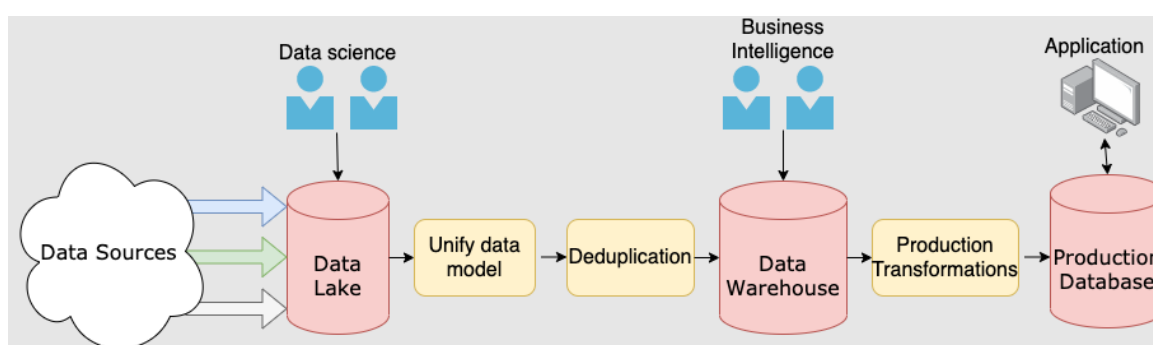 Data science
Business
Intelligence
Application
Data Sources
Data
Lake
Unify data
model
Deduplication
Data
Warehouse
Production
Transformations
Production
Database